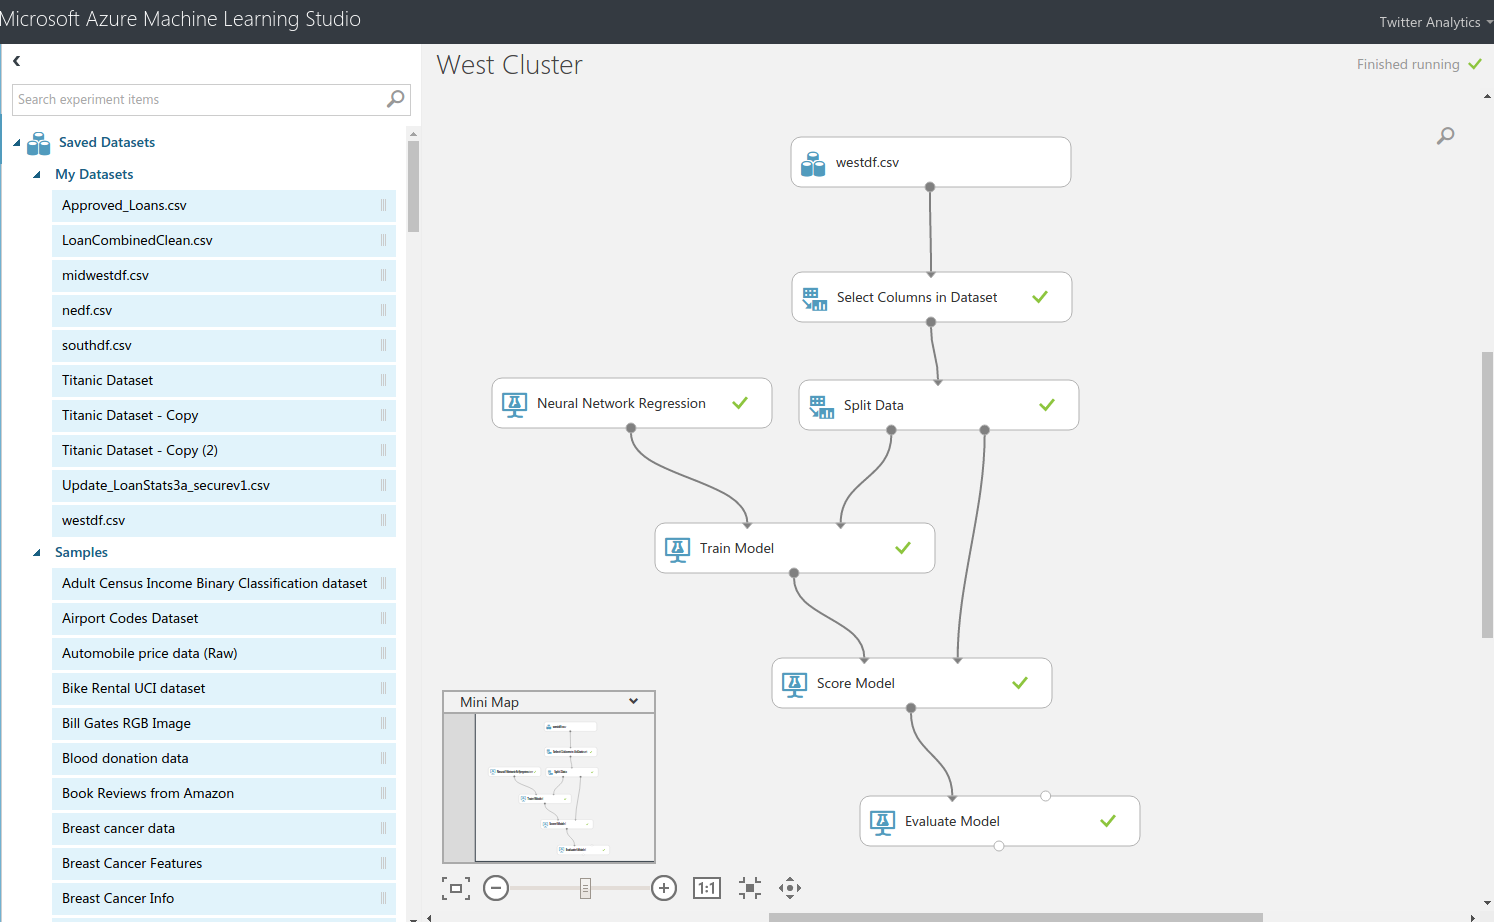 Microsoft Azure Machine Learning Studio
Twitter Analytics
West Cluster
Finished running
Search experiment items
Saved Datasets
My Datasets
Approved_Loans.csv
LoanCombinedClean.csv
midwestdf.csv
nedf.csv
southdf.csv
Titanic Dataset
Titanic Dataset - Copy
Titanic Dataset - Copy (2)
Update_LoanStats3a_securev1.csv
westdf.csv
Samples
Adult Census Income Binary Classification dataset
Airport Codes Dataset
Automobile price data (Raw)
Bike Rental UCI dataset
Bill Gates RGB Image
Blood donation data
Book Reviews from Amazon
Breast cancer data
Breast Cancer Features
Breast Cancer Info
westdf.csv
Select Columns in Dataset
Neural Network Regression
Split Data
Train Model
Score Model
Evaluate Model
Mini Map
1:1